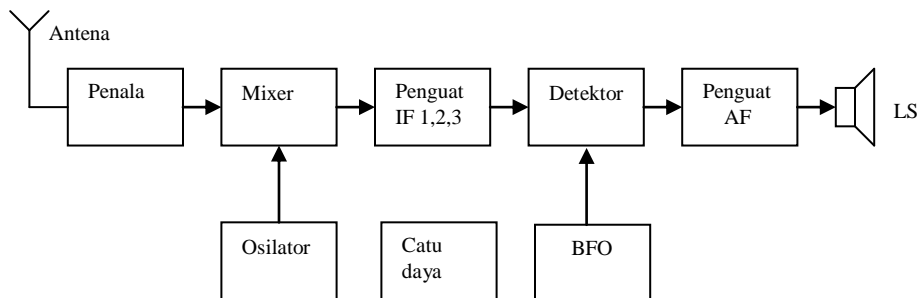 Antena
Penala
Mixer
Penguat
IF 1,2,3
Detektor
Penguat
AF
LS
Osilator
Catu
daya
BFO